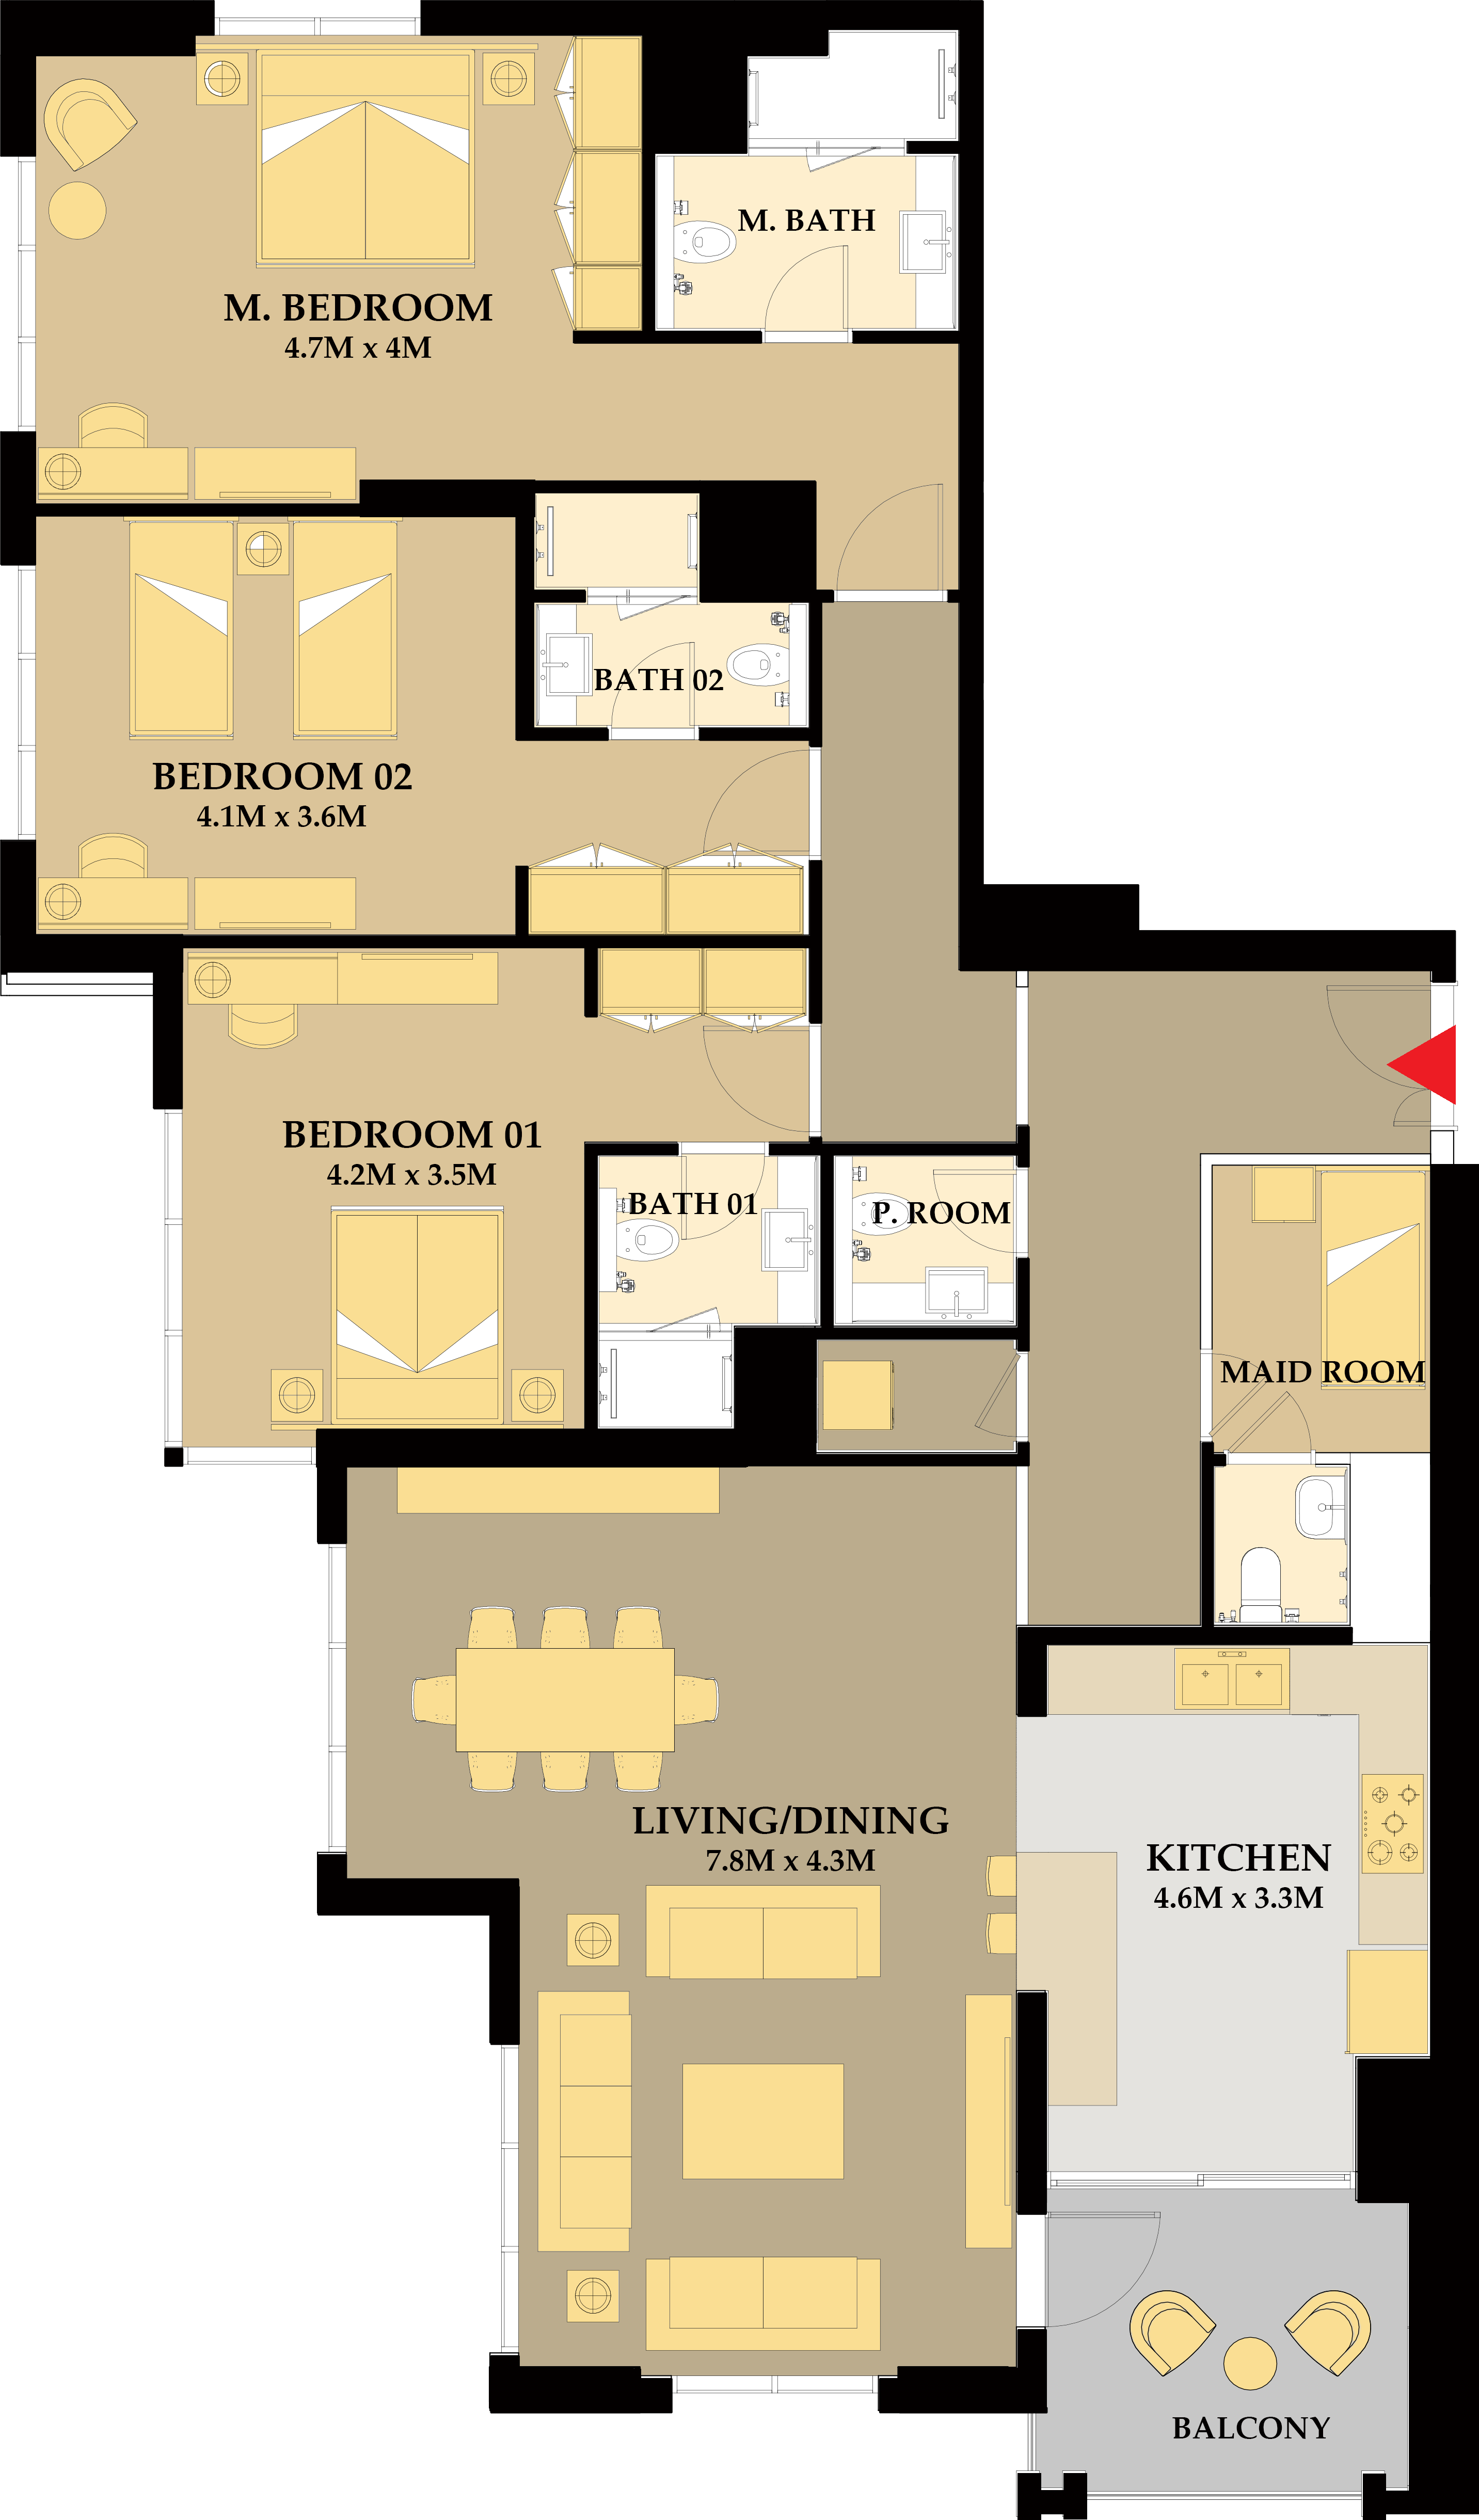 M. BATH
M. BEDROOM
4.7M x 4M
BATH 02
BEDROOM 02
4.1M x 3.6M
BEDROOM 01
4.2M x 3.5M
BATH 01
P. ROOM
MAID ROOM
LIVING/DINING
7.8M x 4.3M
KITCHEN
4.6M x 3.3M
BALCONY